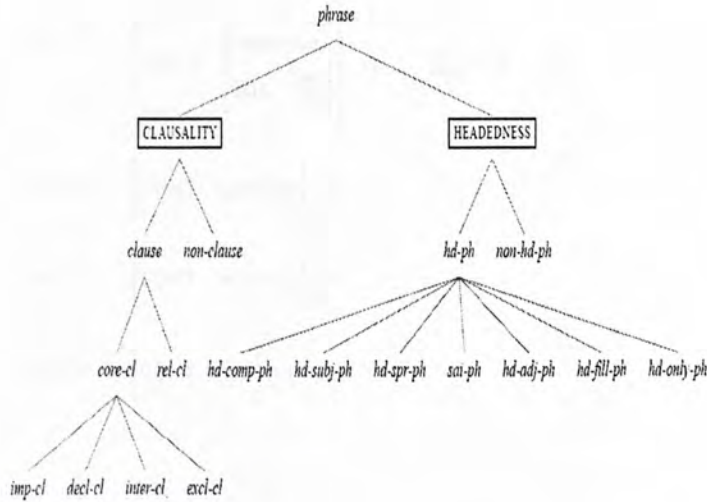 phrase
CLAUSALITY HEADEDNESS
clause non-clause hd-ph non-hd-ph
core-cl rel-cl hd-comp-ph hd-subj-ph hd-spr-ph sai-ph hd-adj-ph hd-fill-ph hd-only-ph
imp-cl decl-cl inter-cl excl-cl